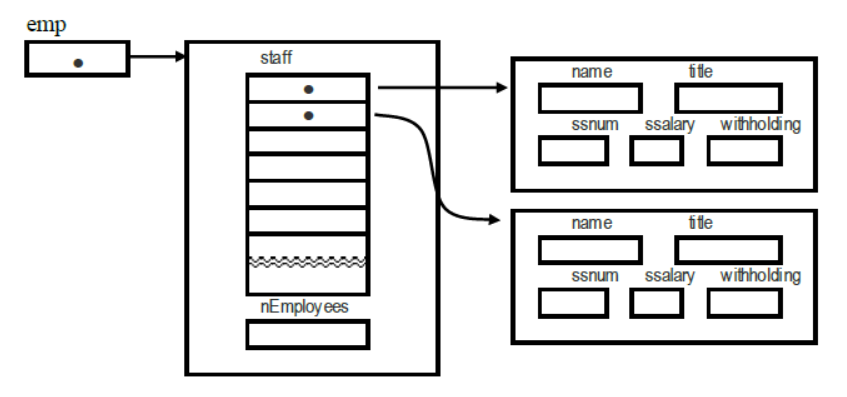 emp
staff
name title
ssnum ssalary withholding
name title
ssnum ssalary withholding
nEmployees